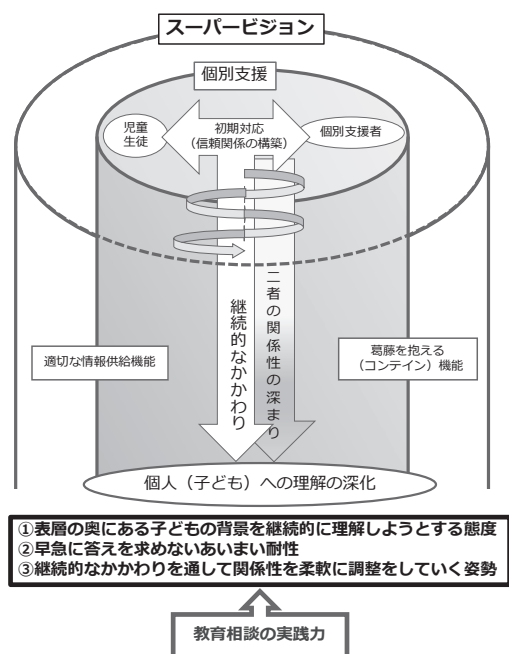 スーパービジョン
個別支援
児童
生徒
初期対応
(信頼関係の構築)
個別支援者
継続的なかかわり
二者の関係性の深まり
適切な情報供給機能
葛藤を抱える
(コンテイン)機能
個人(子ども)への理解の深化
①表層の奥にある子どもの背景を継続的に理解しようとする態度
②早急に答えを求めないあいまい耐性
③継続的なかかわりを通して関係性を柔軟に調整をしていく姿勢
教育相談の実践力